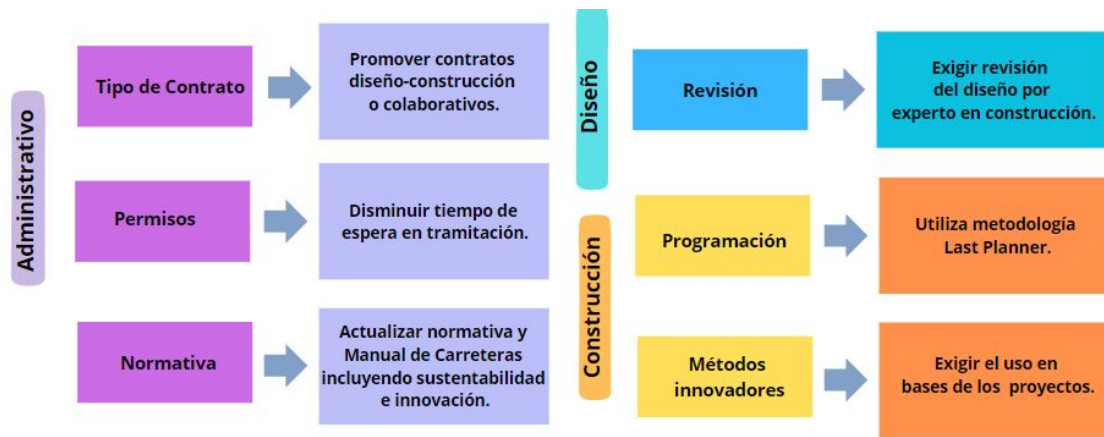 Administrativo
Tipo de Contrato
Promover contratos
diseño-construcción
o colaborativos.
Permisos
Disminuir tiempo de
espera en tramitación.
Normativa
Actualizar normativa y
Manual de Carreteras
incluyendo sustentabilidad
e innovación.
Diseño
Revisión
Exigir revisión
del diseño por
experto en construcción.
Construcción
Programación
Utiliza metodología
Last Planner.
Métodos
innovadores
Exigir el uso en
bases de los proyectos.